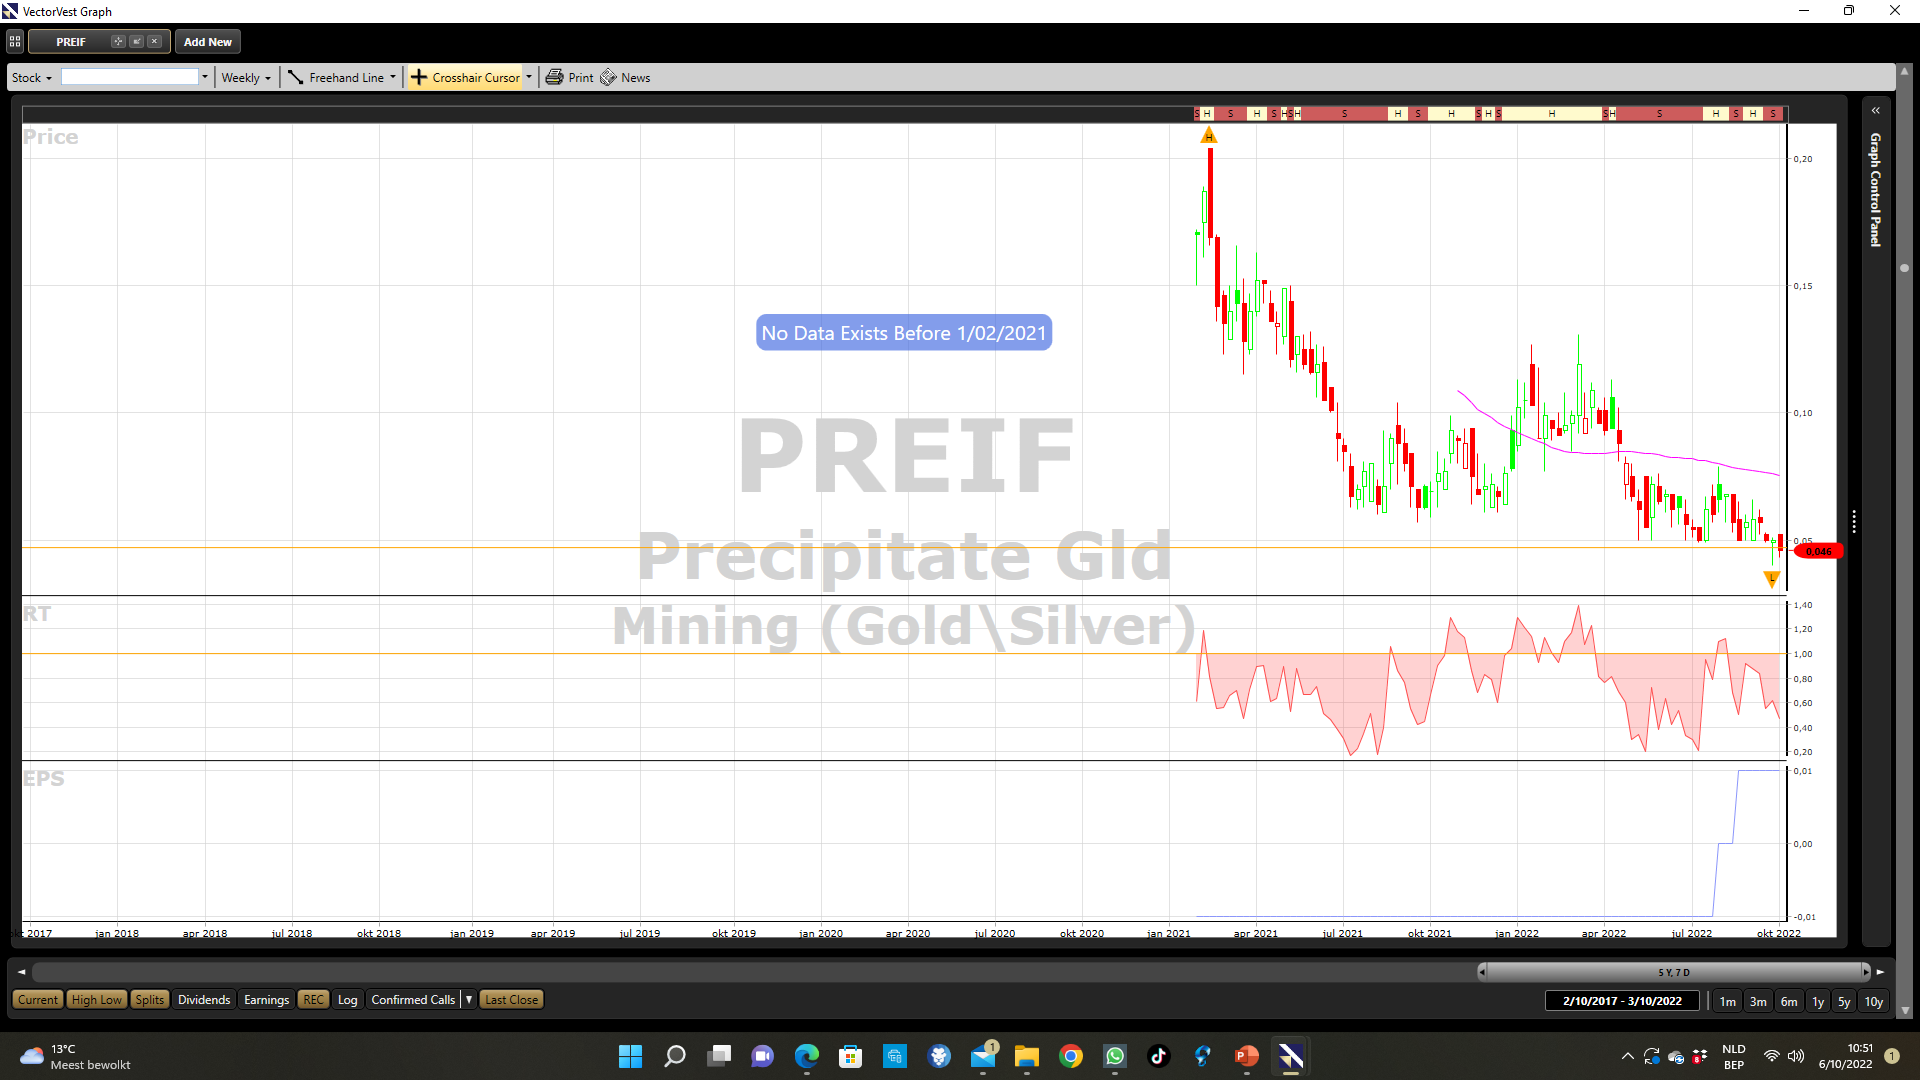 VectorVest Graph
PREIF Add New
Stock Weekly Freehand Line Crosshair Cursor Print News
S H S H S H S H S H S H S H S H S H S H S H S
Price
H
0,20
0,15
0,10
0,05
0,046
L
No Data Exists Before 1/02/2021
PREIF
Precipitate Gld
Mining (Gold\Silver)
Graph Control Panel
RT
1,40
1,20
1,00
0,80
0,60
0,40
0,20
EPS
0,01
0,00
-0,01
kt 2017 jan 2018 apr 2018 jul 2018 okt 2018 jan 2019 apr 2019 jul 2019 okt 2019 jan 2020 apr 2020 jul 2020 okt 2020 jan 2021 apr 2021 jul 2021 okt 2021 jan 2022 apr 2022 jul 2022 okt 2022
5 Y, 7 D
Current High Low Splits Dividends Earnings REC Log Confirmed Calls Last Close 2/10/2017 - 3/10/2022 1m 3m 6m 1y 5y 10y
13°C
Meest bewolkt
1
P
8
NLD
BEP
10:51
6/10/2022
1